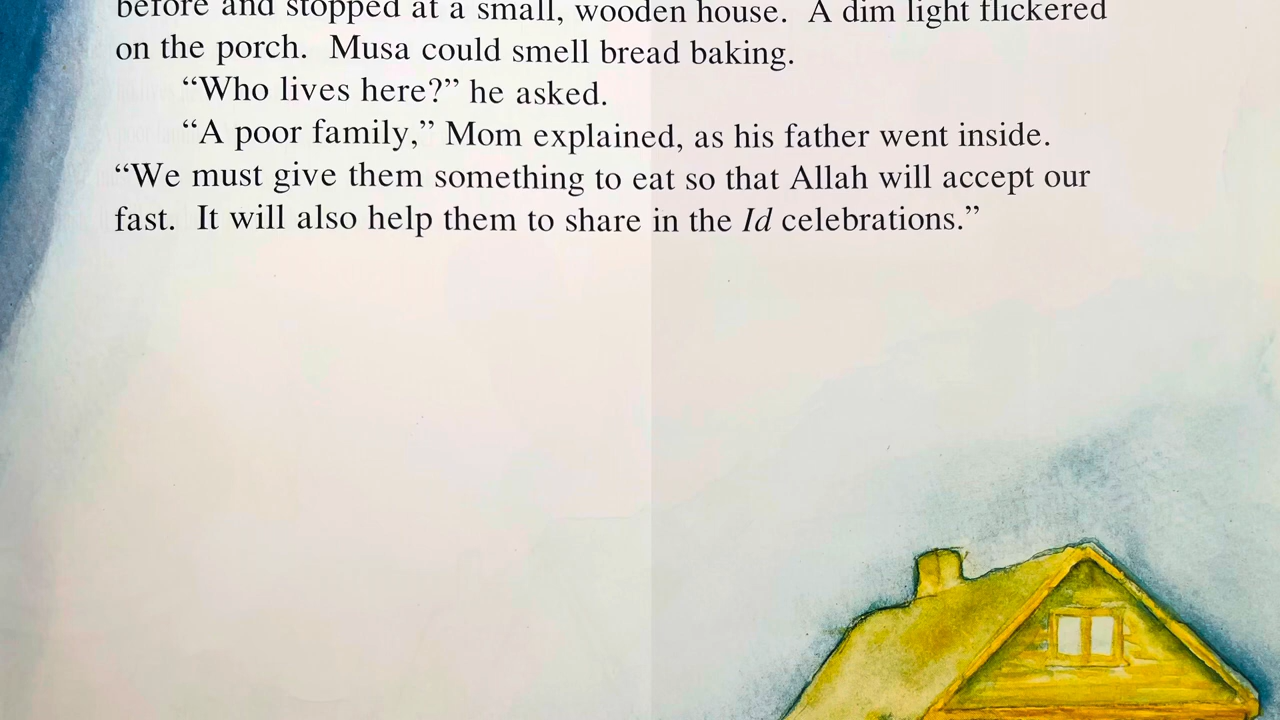 before and stopped at a small, wooden house.  A dim light flickered
on the porch.  Musa could smell bread baking.
“Who lives here?” he asked.
“A poor family,” Mom explained, as his father went inside.
“We must give them something to eat so that Allah will accept our
fast.  It will also help them to share in the Id celebrations.”